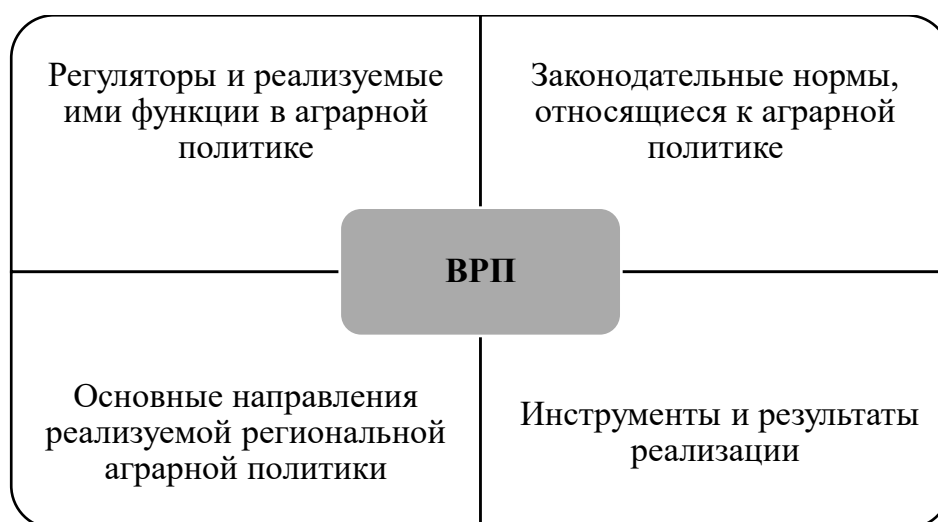 Регуляторы и реализуемые
ими функции в аграрной
политике
Законодательные нормы,
относящиеся к аграрной
политике
ВРП
Основные направления
реализуемой региональной
аграрной политики
Инструменты и результаты
реализации